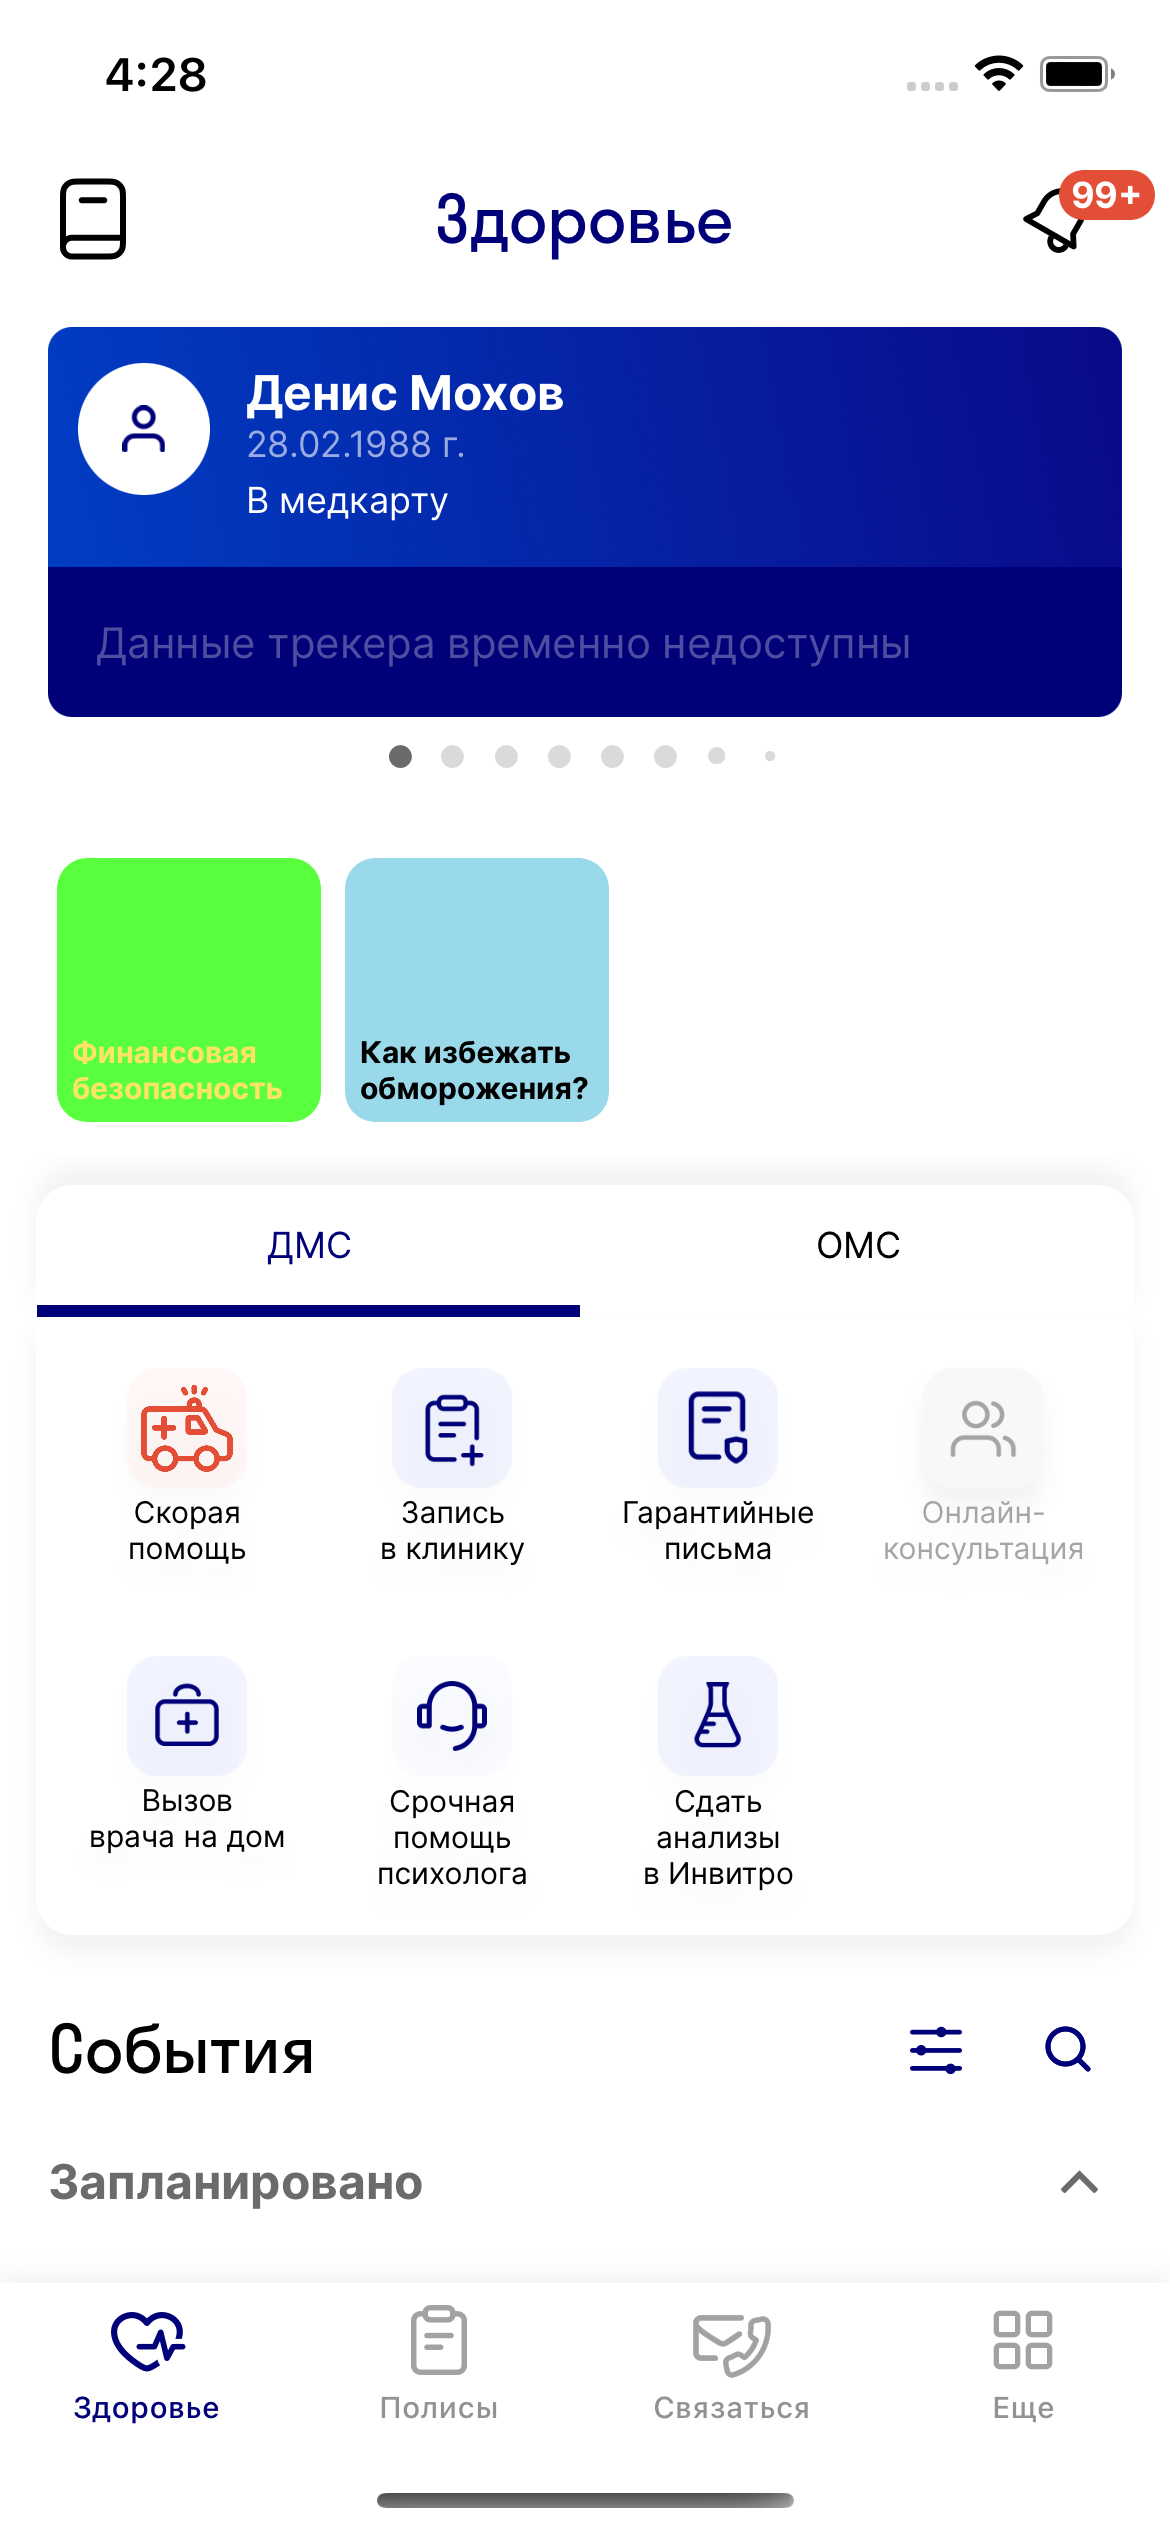 4:28
Здоровье
99+
Денис Мохов
28.02.1988 г.
В медкарту
Данные трекера временно недоступны
Финансовая
безопасность
Как избежать
обморожения?
ДМС
ОМС
Скорая
помощь
Запись
в клинику
Гарантийные
письма
Онлайн-
консультация
Вызов
врача на дом
Срочная
помощь
психолога
Сдать
анализы
в Инвитро
События
Запланировано
Здоровье
Полисы
Связаться
Еще